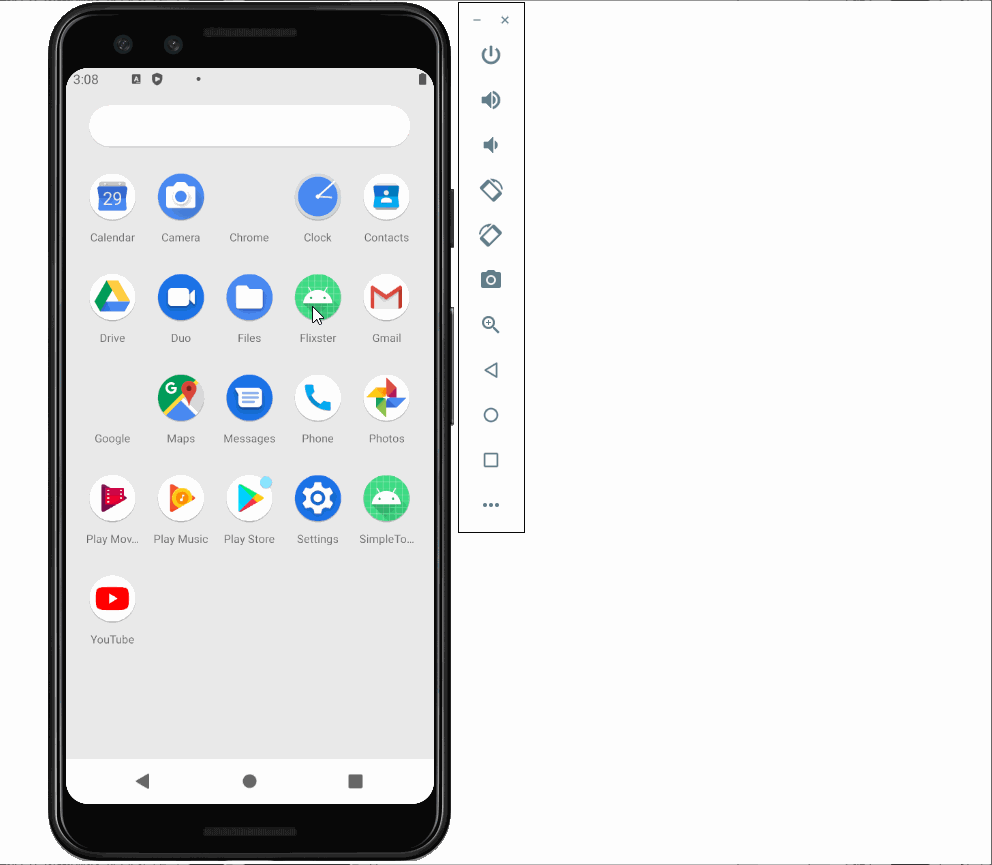 3:08
29
Calendar Camera Chrome Clock Contacts
Drive Duo Files Flixster Gmail
G
Google Maps Messages Phone Photos
Play Mov... Play Music Play Store Settings SimpleTo...
YouTube